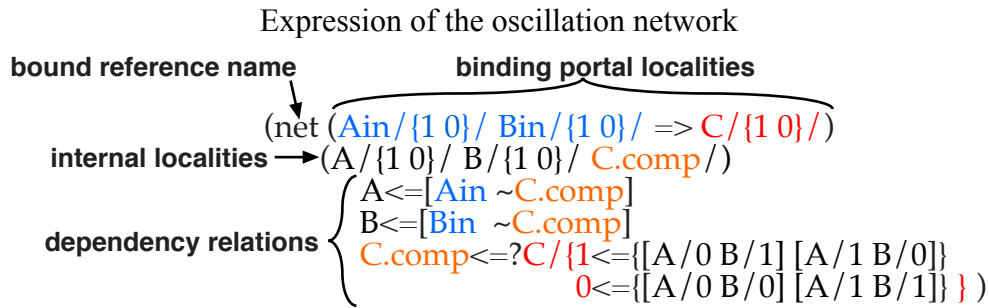 Expression of the oscillation network
bound reference name
binding portal localities
(net (Ain/{1 0}/ Bin/{1 0}/ => C/{1 0}/)
internal localities
(A/{1 0}/ B/{1 0}/ C.comp/)
dependency relations
A<=[Ain ~C.comp]
B<=[Bin ~C.comp]
C.comp<=?C/{1<={[A/0 B/1] [A/1 B/0]}
0<={[A/0 B/0] [A/1 B/1]} } )